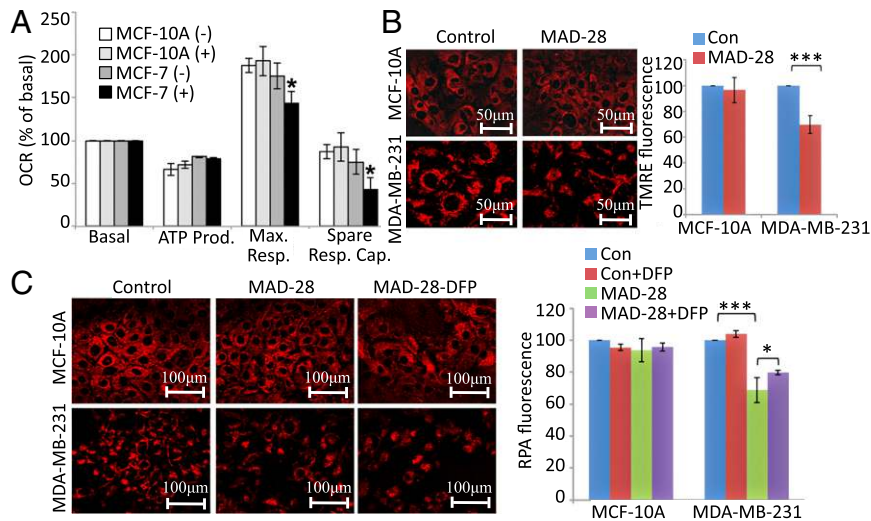 A
250
200
150
100
50
0
OCR (% of basal)
MCF-10A (-)
MCF-10A (+)
MCF-7 (-)
MCF-7 (+)
*
*
Basal
ATP Prod.
Max.
Resp.
Spare
Resp. Cap.
B
Control
MAD-28
MCF-10A
MDA-MB-231
50µm
50µm
50µm
50µm
Con
MAD-28
TMRE fluorescence
120
100
80
60
40
20
0
***
MCF-10A
MDA-MB-231
C
Control
MAD-28
MAD-28-DFP
MCF-10A
MDA-MB-231
100µm
100µm
100µm
100µm
100µm
100µm
Con
Con+DFP
MAD-28
MAD-28+DFP
RPA fluorescence
120
100
80
60
40
20
0
***
*
MCF-10A
MDA-MB-231